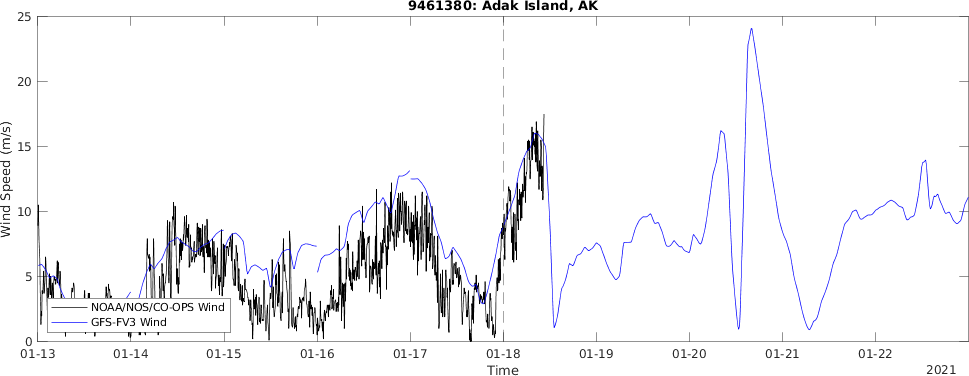 9461380: Adak Island, AK
25
20
15
10
5
0
Wind Speed (m/s)
NOAA/NOS/CO-OPS Wind
GFS-FV3 Wind
01-13 01-14 01-15 01-16 01-17 01-18 01-19 01-20 01-21 01-22
Time
2021